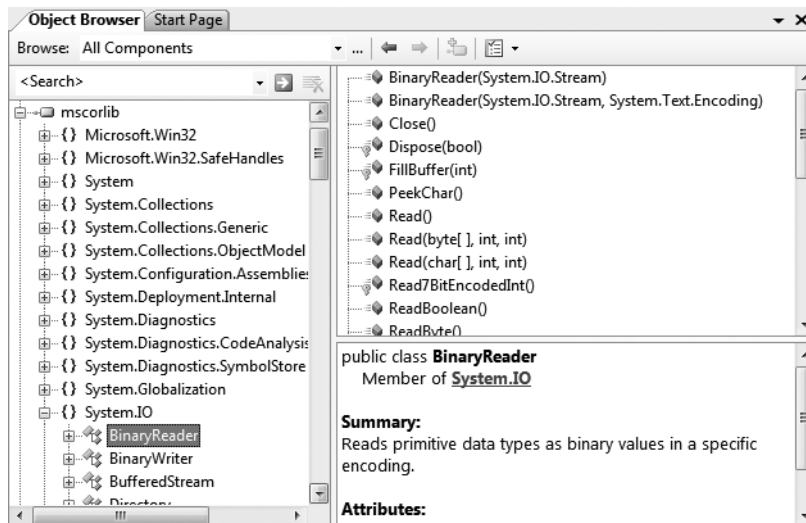 Object Browser Start Page
Browse: All Components
<Search>
mscorlib
{} Microsoft.Win32
{} Microsoft.Win32.SafeHandles
{} System
{} System.Collections
{} System.Collections.Generic
{} System.Collections.ObjectModel
{} System.Configuration.Assemblies
{} System.Deployment.Internal
{} System.Diagnostics
{} System.Diagnostics.CodeAnalysis
{} System.Diagnostics.SymbolStore
{} System.Globalization
{} System.IO
BinaryReader
BinaryWriter
BufferedStream
Directory
BinaryReader(System.IO.Stream)
BinaryReader(System.IO.Stream, System.Text.Encoding)
Close()
Dispose(bool)
FillBuffer(int)
PeekChar()
Read()
Read(byte[ ], int, int)
Read(char[ ], int, int)
Read7BitEncodedInt()
ReadBoolean()
ReadByte()
public class BinaryReader
Member of System.IO
Summary:
Reads primitive data types as binary values in a specific
encoding.
Attributes: